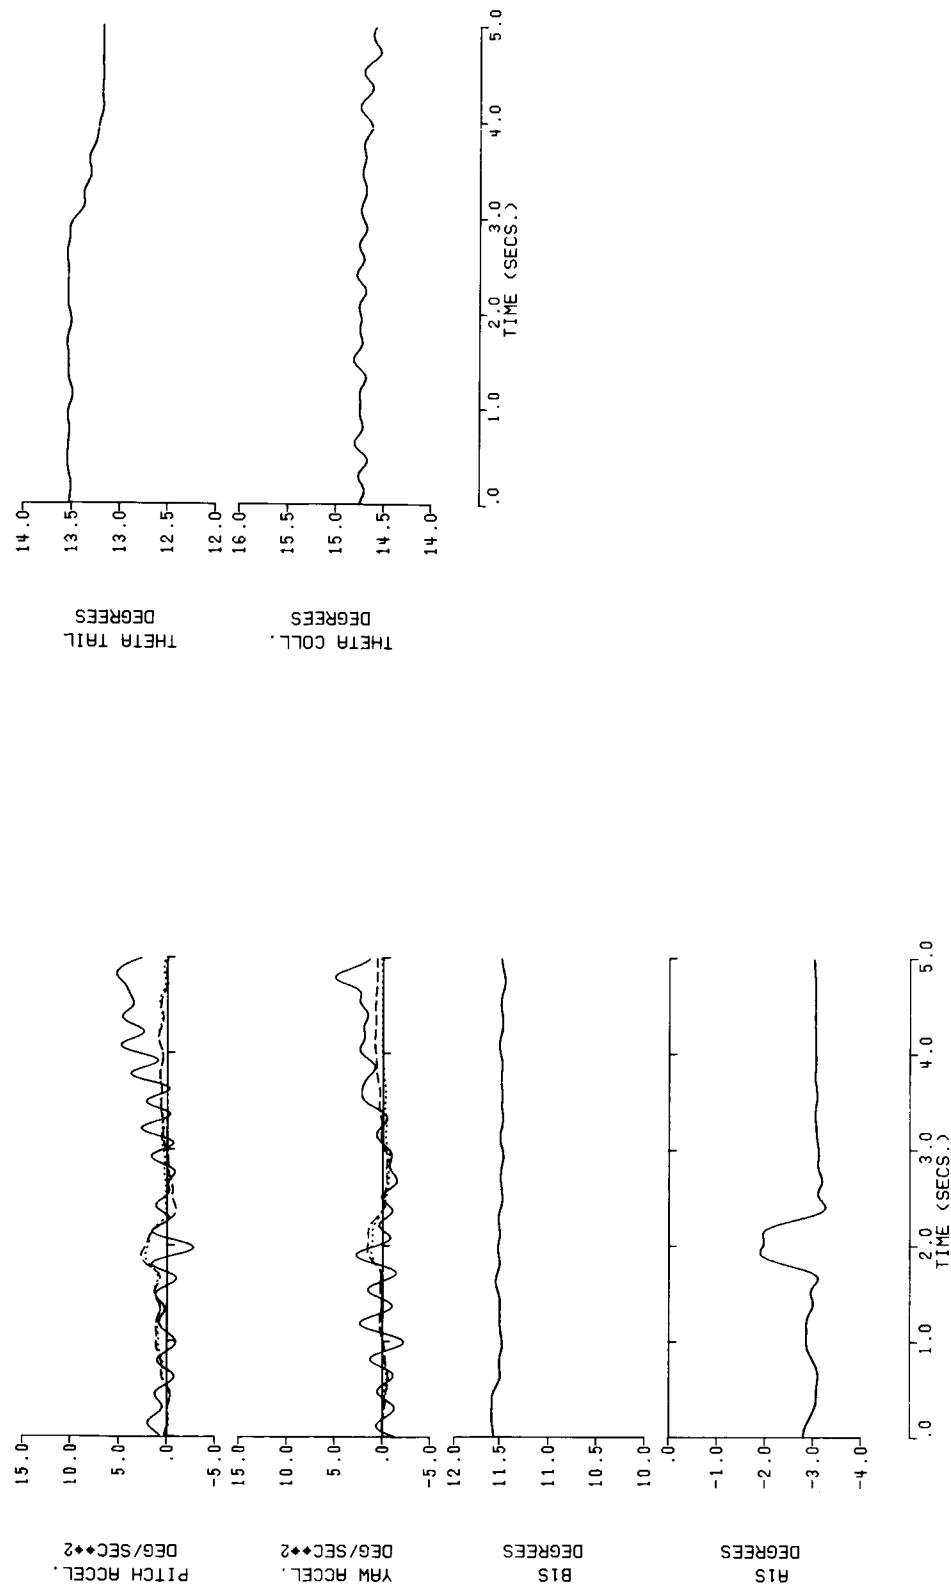 14.0
13.5
13.0
12.5
12.0
THETA TAIL
DEGREES
16.0
15.5
15.0
14.5
14.0
THETA COLL.
DEGREES
.0 1.0 2.0 3.0 4.0 5.0
TIME (SECS.)
15.0
10.0
5.0
.0
-5.0
PITCH ACCEL.
DEG/SEC**2
15.0
10.0
5.0
.0
-5.0
YAW ACCEL.
DEG/SEC**2
12.0
11.5
11.0
10.5
10.0
B1S
DEGREES
.0
-1.0
-2.0
-3.0
-4.0
A1S
DEGREES
.0 1.0 2.0 3.0 4.0 5.0
TIME (SECS.)